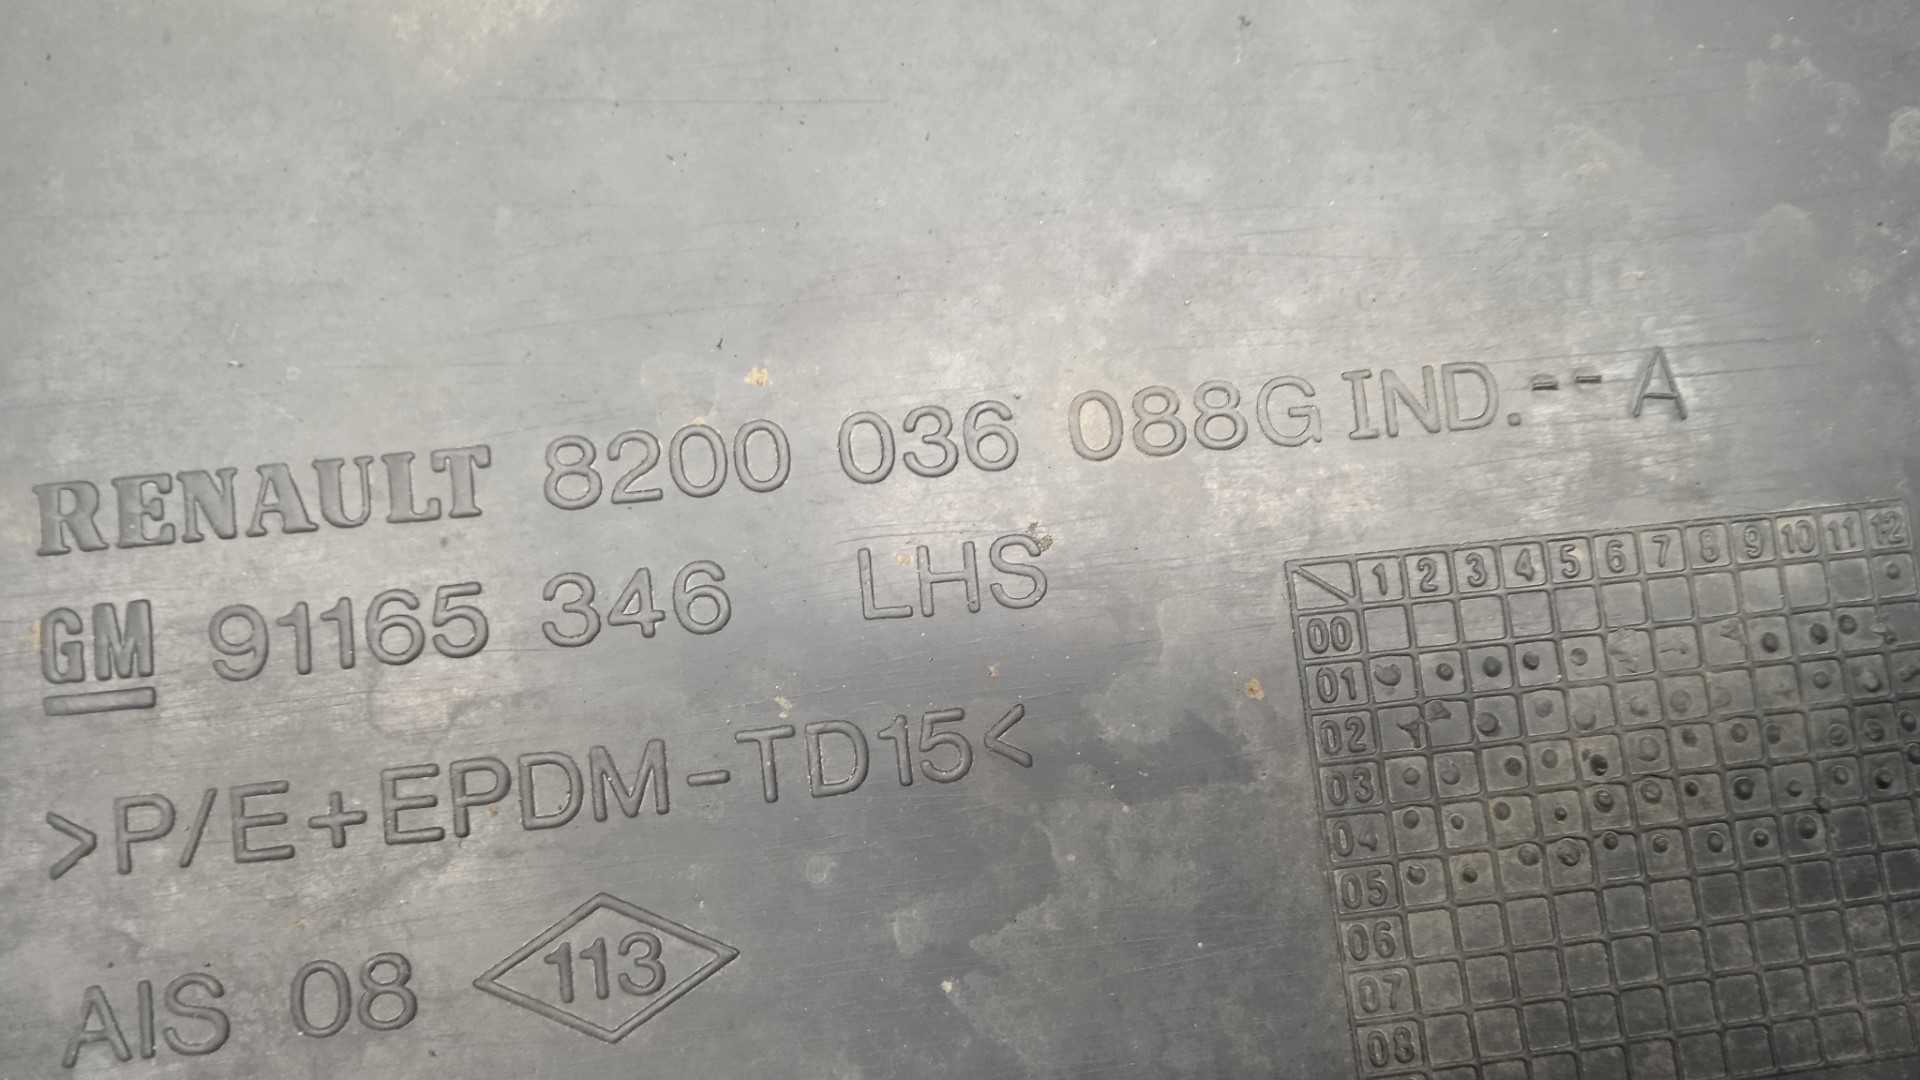 RENAULT 8200 036 088G IND.--A
GM 91165 346 LHS
>P/E+EPDM-TD15<
AIS 08 113
1 2 3 4 5 6 7 8 9 10 11 12
00
01
02
03
04
05
06
07
08